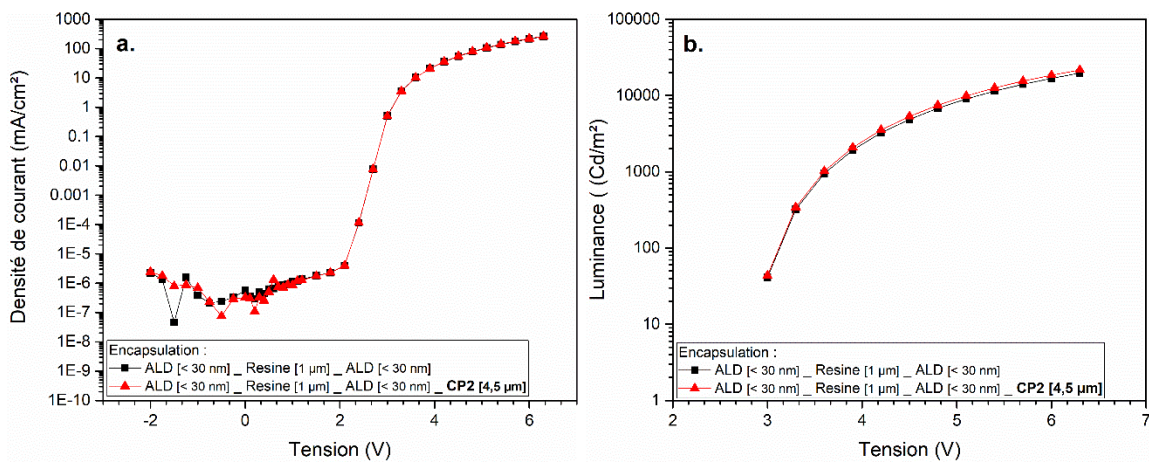 a.
Densité de courant (mA/cm²)
1000
100
10
1
0.1
0.01
0.001
1E-4
1E-5
1E-6
1E-7
1E-8
1E-9
1E-10
Encapsulation :
ALD [< 30 nm] _ Resine [1 µm] _ ALD [< 30 nm]
ALD [< 30 nm] _ Resine [1 µm] _ ALD [< 30 nm] _ CP2 [4,5 µm]
-2 0 2 4 6
Tension (V)
b.
Luminance ( (Cd/m²)
100000
10000
1000
100
10
1
Encapsulation :
ALD [< 30 nm] _ Resine [1 µm] _ ALD [< 30 nm]
ALD [< 30 nm] _ Resine [1 µm] _ ALD [< 30 nm] _ CP2 [4,5 µm]
2 3 4 5 6 7
Tension (V)